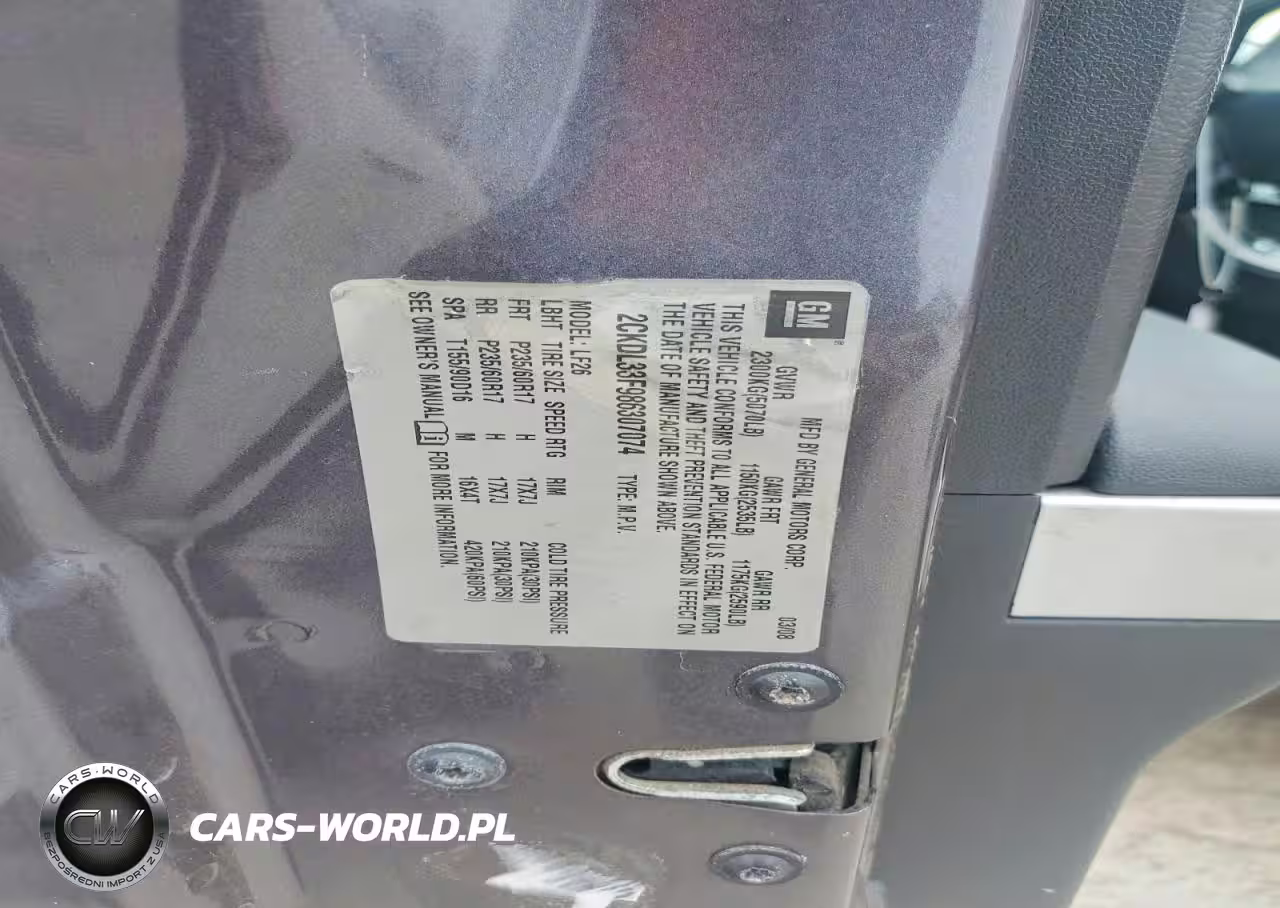 GM
MFD BY GENERAL MOTORS CORP. 03/08
GVWR GAWR FRT GAWR RR
2300KG(5070LB) 1150KG(2535LB) 1175KG(2590LB)
THIS VEHICLE CONFORMS TO ALL APPLICABLE U.S. FEDERAL MOTOR
VEHICLE SAFETY AND THEFT PREVENTION STANDARDS IN EFFECT ON
THE DATE OF MANUFACTURE SHOWN ABOVE.
2CKDL33F986307074 TYPE: M.P.V.
MODEL: LF26
LBHT TIRE SIZE SPEED RTG RIM COLD TIRE PRESSURE
FRT P235/60R17 H 17X7J 210KPA(30PSI)
RR P235/60R17 H 17X7J 210KPA(30PSI)
SPA T155/90D16 M 16X4T 420KPA(60PSI)
SEE OWNER'S MANUAL FOR MORE INFORMATION.
CARS-WORLD
CW
BEZPOŚREDNI IMPORT Z USA
CARS-WORLD.PL